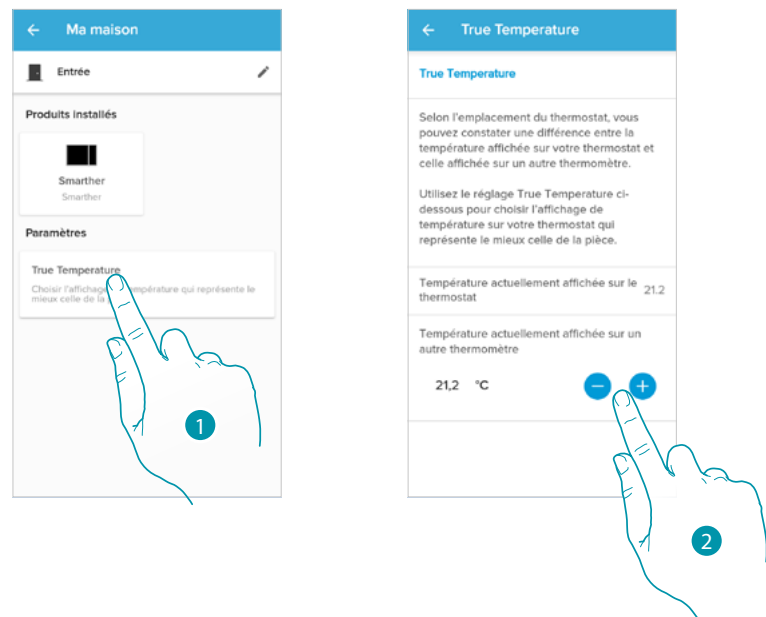 Ma maison
Entrée
Produits installés
Smarther
Smarther
Paramètres
True Temperature
Choisir l'affichage température qui représente le
mieux celle de la
1
True Temperature
True Temperature
Selon l'emplacement du thermostat, vous
pouvez constater une différence entre la
température affichée sur votre thermostat et
celle affichée sur un autre thermomètre.
Utilisez le réglage True Temperature ci-
dessous pour choisir l'affichage de
température sur votre thermostat qui
représente le mieux celle de la pièce.
Température actuellement affichée sur le
thermostat
21.2
Température actuellement affichée sur un
autre thermomètre
21,2 °C
2